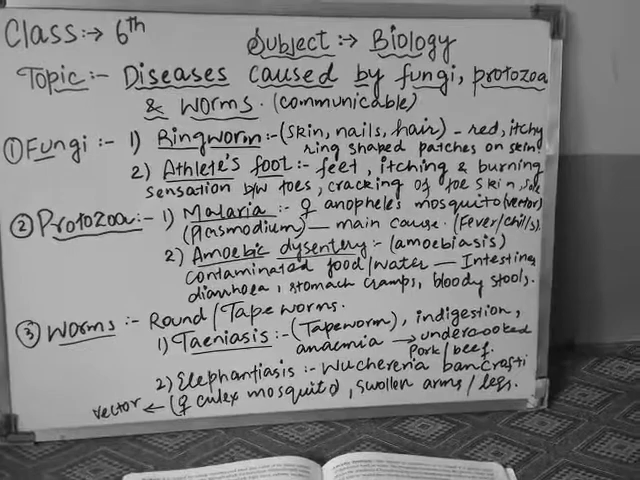 Class:→ 6th
Subject:→ Biology
Topic:- Diseases caused by fungi, protozoa
& worms. (communicable)
① Fungi:- 1) Ringworm:- (skin, nails, hair) - red, itchy
ring shaped patches on skin
2) Athlete's foot:- feet, itching & burning
sensation b/w toes, cracking of toe skin, sole
② Protozoa:- 1) Malaria:- ♀ anopheles mosquito (vector)
(Plasmodium) — main cause. (Fever/chills).
2) Amoebic dysentery:- (amoebiasis)
contaminated food/water — Intestine,
diarrhoea, stomach cramps, bloody stools.
③ Worms:- Round/Tape worms.
1) Taeniasis:- (Tapeworm), indigestion,
anaemia → undercooked
Pork/beef.
2) Elephantiasis:- Wuchereria bancrofti
vector ← (♀ culex mosquito), swollen arms/legs.